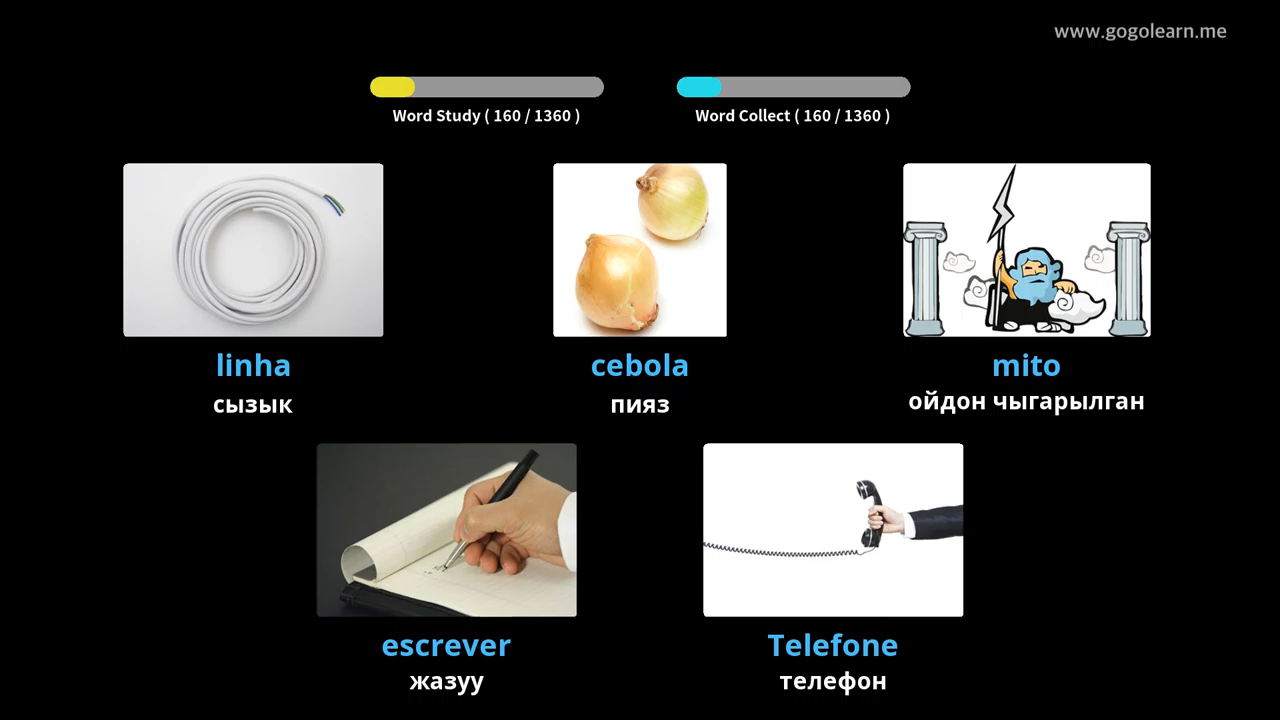 www.gogolearn.me
Word Study ( 160 / 1360 )
Word Collect ( 160 / 1360 )
linha
сызык
cebola
пияз
mito
ойдон чыгарылган
escrever
жазуу
Telefone
телефон